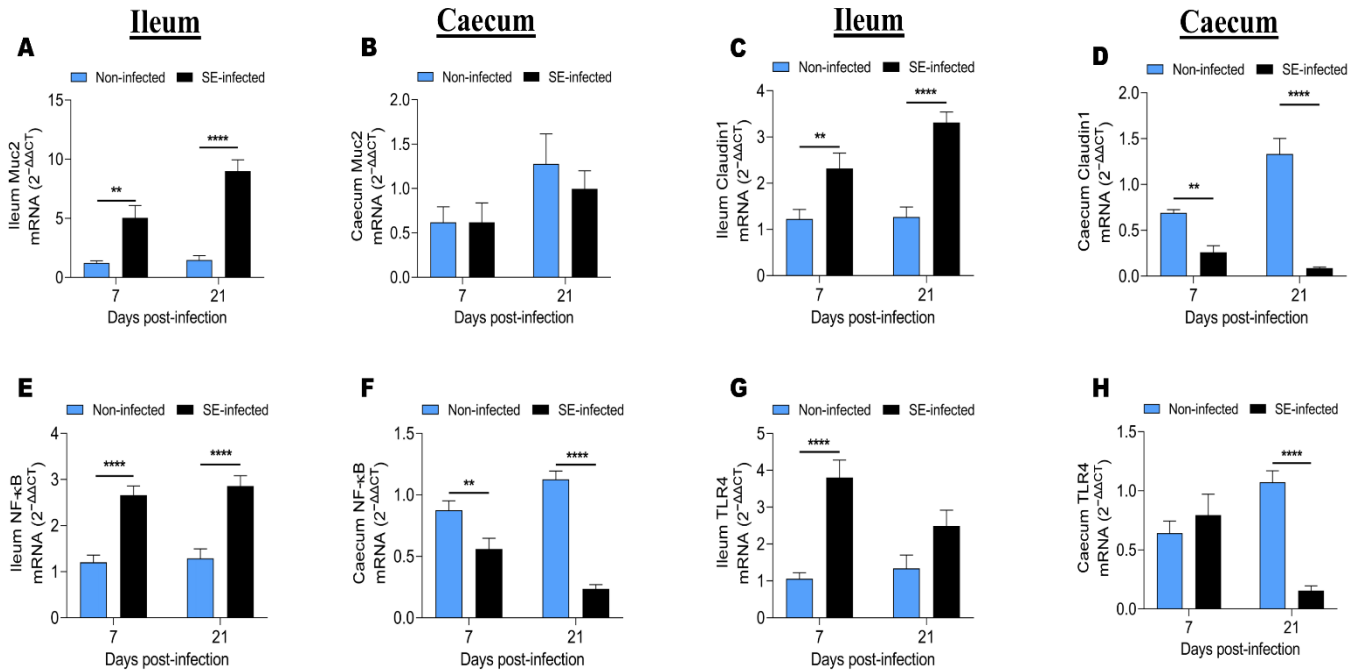 Ileum
Caecum
Ileum
Caecum
A
Non-infected SE-infected
Ileum Muc2
mRNA (2^−ΔΔCT)
15
10
5
0
**
****
7 21
Days post-infection
B
Non-infected SE-infected
Caecum Muc2
mRNA (2^−ΔΔCT)
2.0
1.5
1.0
0.5
0.0
7 21
Days post-infection
C
Non-infected SE-infected
Ileum Claudin1
mRNA (2^−ΔΔCT)
4
3
2
1
0
**
****
7 21
Days post-infection
D
Non-infected SE-infected
Caecum Claudin1
mRNA (2^−ΔΔCT)
2.0
1.5
1.0
0.5
0.0
**
****
7 21
Days post-infection
E
Non-infected SE-infected
Ileum NF-κB
mRNA (2^−ΔΔCT)
4
3
2
1
0
****
****
7 21
Days post-infection
F
Non-infected SE-infected
Caecum NF-κB
mRNA (2^−ΔΔCT)
1.5
1.0
0.5
0.0
**
****
7 21
Days post-infection
G
Non-infected SE-infected
Ileum TLR4
mRNA (2^−ΔΔCT)
5
4
3
2
1
0
****
7 21
Days post-infection
H
Non-infected SE-infected
Caecum TLR4
mRNA (2^−ΔΔCT)
1.5
1.0
0.5
0.0
****
7 21
Days post-infection